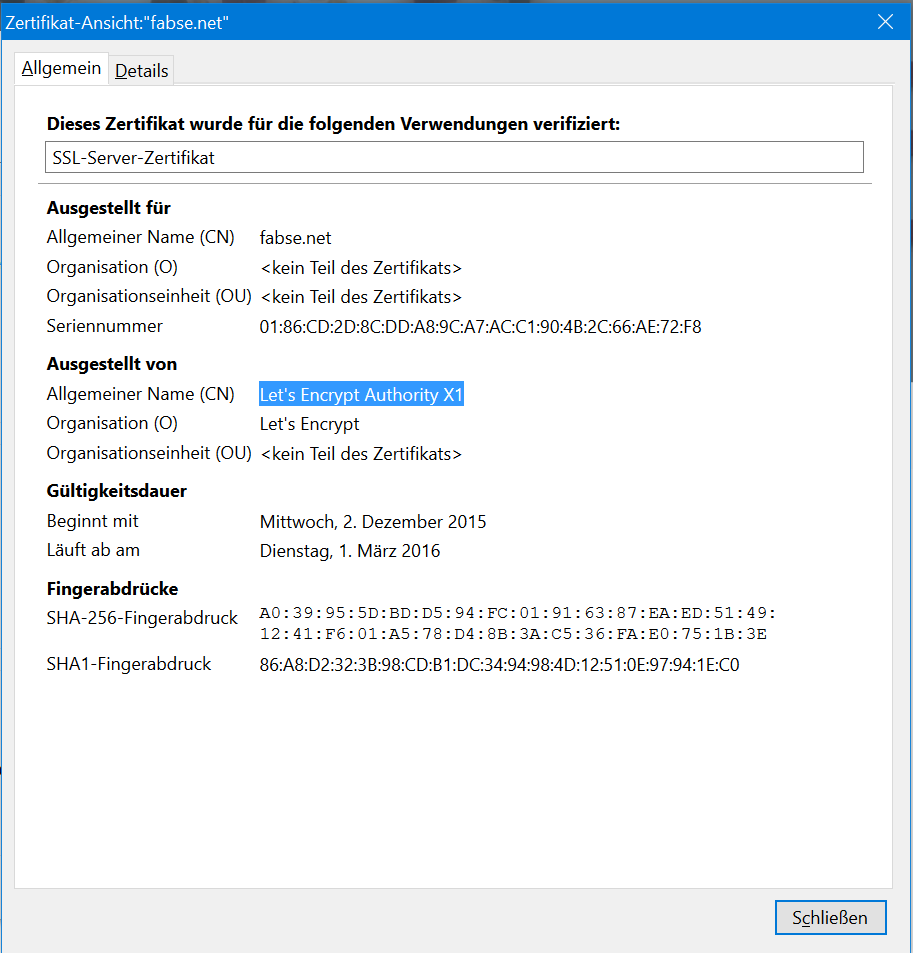 Zertifikat-Ansicht:"fabse.net"
Allgemein
Details
Dieses Zertifikat wurde für die folgenden Verwendungen verifiziert:
SSL-Server-Zertifikat
Ausgestellt für
Allgemeiner Name (CN) fabse.net
Organisation (O) <kein Teil des Zertifikats>
Organisationseinheit (OU) <kein Teil des Zertifikats>
Seriennummer 01:86:CD:2D:8C:DD:A8:9C:A7:AC:C1:90:4B:2C:66:AE:72:F8
Ausgestellt von
Allgemeiner Name (CN) Let's Encrypt Authority X1
Organisation (O) Let's Encrypt
Organisationseinheit (OU) <kein Teil des Zertifikats>
Gültigkeitsdauer
Beginnt mit Mittwoch, 2. Dezember 2015
Läuft ab am Dienstag, 1. März 2016
Fingerabdrücke
SHA-256-Fingerabdruck A0:39:95:5D:BD:D5:94:FC:01:91:63:87:EA:ED:51:49:
12:41:F6:01:A5:78:D4:8B:3A:C5:36:FA:E0:75:1B:3E
SHA1-Fingerabdruck 86:A8:D2:32:3B:98:CD:B1:DC:34:94:98:4D:12:51:0E:97:94:1E:C0
Schließen